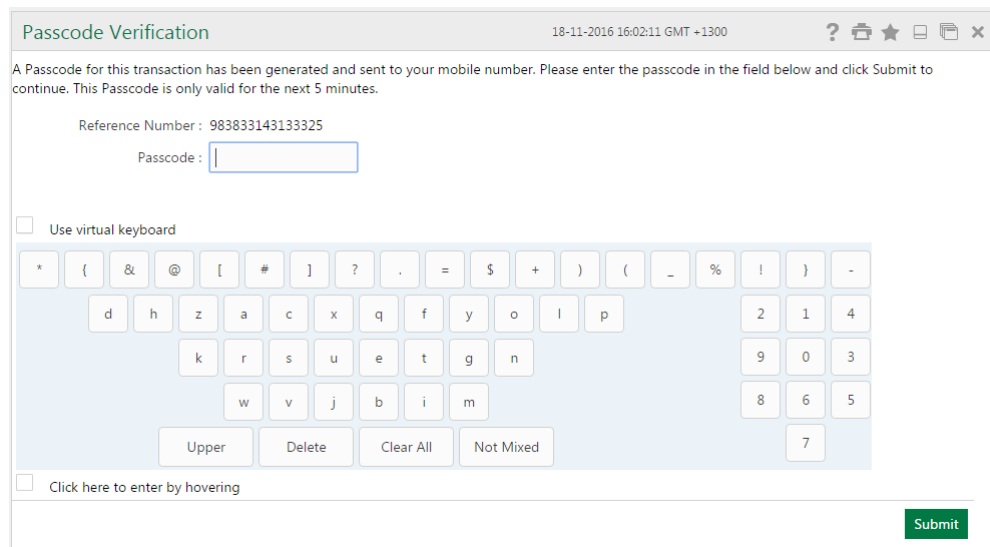 Passcode Verification 18-11-2016 16:02:11 GMT +1300 ?
A Passcode for this transaction has been generated and sent to your mobile number. Please enter the passcode in the field below and click Submit to
continue. This Passcode is only valid for the next 5 minutes.
Reference Number : 983833143133325
Passcode :
Use virtual keyboard
* { & @ [ # ] ? . = $ + ) ( _ % ! } -
d h z a c x q f y o l p 2 1 4
k r s u e t g n 9 0 3
w v j b i m 8 6 5
Upper Delete Clear All Not Mixed 7
Click here to enter by hovering
Submit